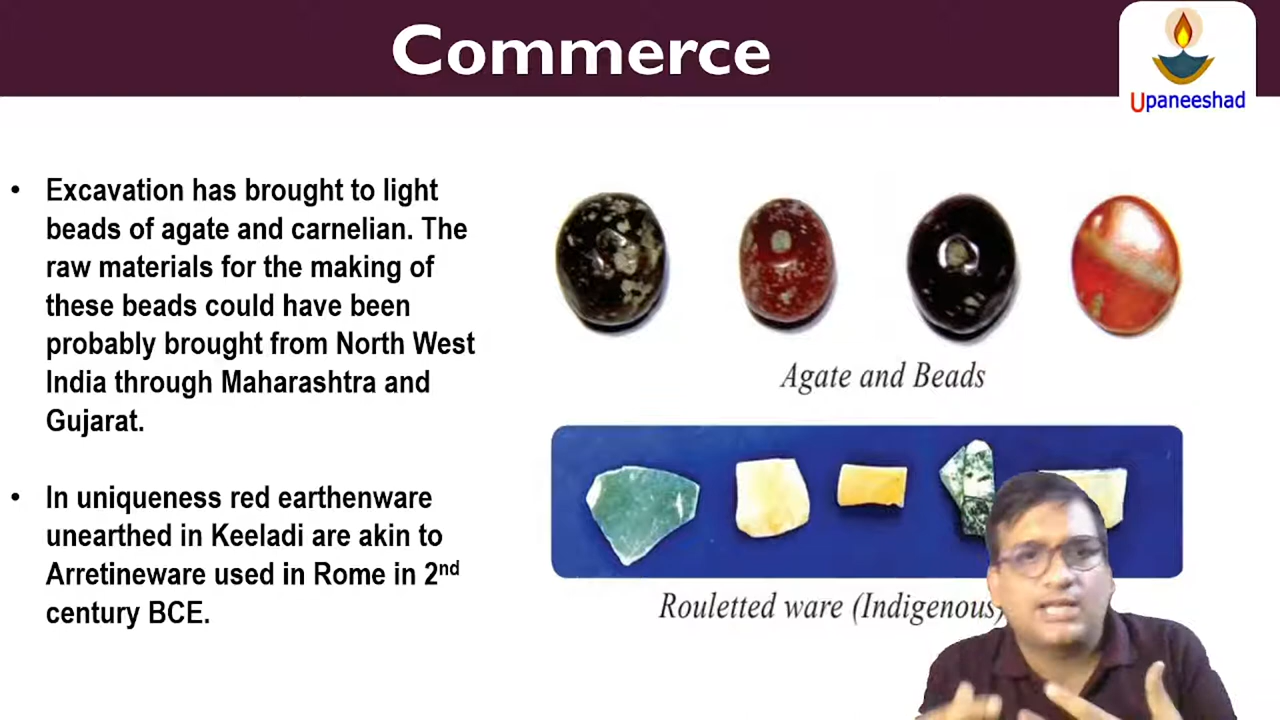 Commerce
Upaneeshad
• Excavation has brought to light
beads of agate and carnelian. The
raw materials for the making of
these beads could have been
probably brought from North West
India through Maharashtra and
Gujarat.
• In uniqueness red earthenware
unearthed in Keeladi are akin to
Arretineware used in Rome in 2nd
century BCE.
Agate and Beads
Rouletted ware (Indigenous)